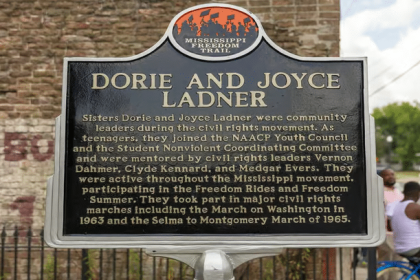 MISSISSIPPI
FREEDOM
TRAIL
DORIE AND JOYCE
LADNER
Sisters Dorie and Joyce Ladner were community
leaders during the civil rights movement. As
teenagers, they joined the NAACP Youth Council
and the Student Nonviolent Coordinating Committee
and were mentored by civil rights leaders Vernon
Dahmer, Clyde Kennard, and Medgar Evers. They
were active throughout the Mississippi movement,
participating in the Freedom Rides and Freedom
Summer. They took part in major civil rights
marches including the March on Washington in
1963 and the Selma to Montgomery March of 1965.